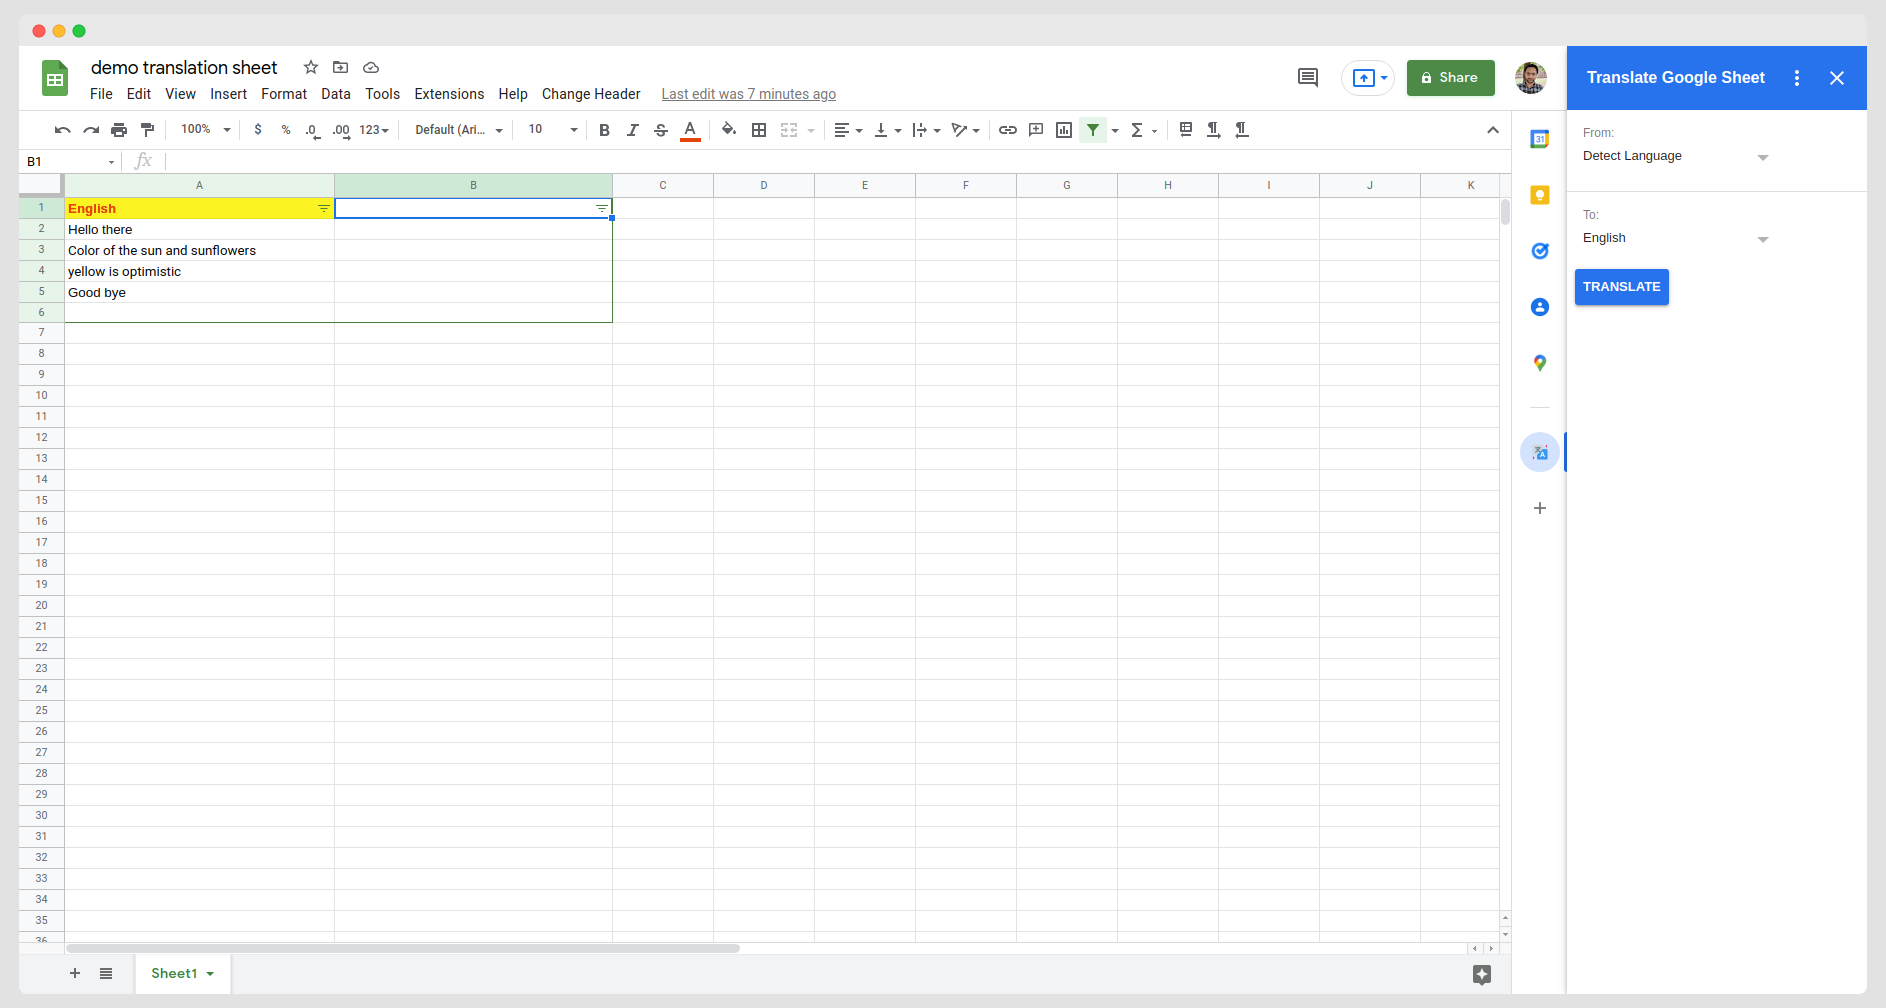 demo translation sheet
File Edit View Insert Format Data Tools Extensions Help Change Header Last edit was 7 minutes ago
Share
Translate Google Sheet
100% $ % .0 .00 123 Default (Ari... 10 B I S A
B1 fx
A B C D E F G H I J K
1 English
2 Hello there
3 Color of the sun and sunflowers
4 yellow is optimistic
5 Good bye
6
7
8
9
10
11
12
13
14
15
16
17
18
19
20
21
22
23
24
25
26
27
28
29
30
31
32
33
34
35
36
Sheet1
31
From:
Detect Language
To:
English
TRANSLATE